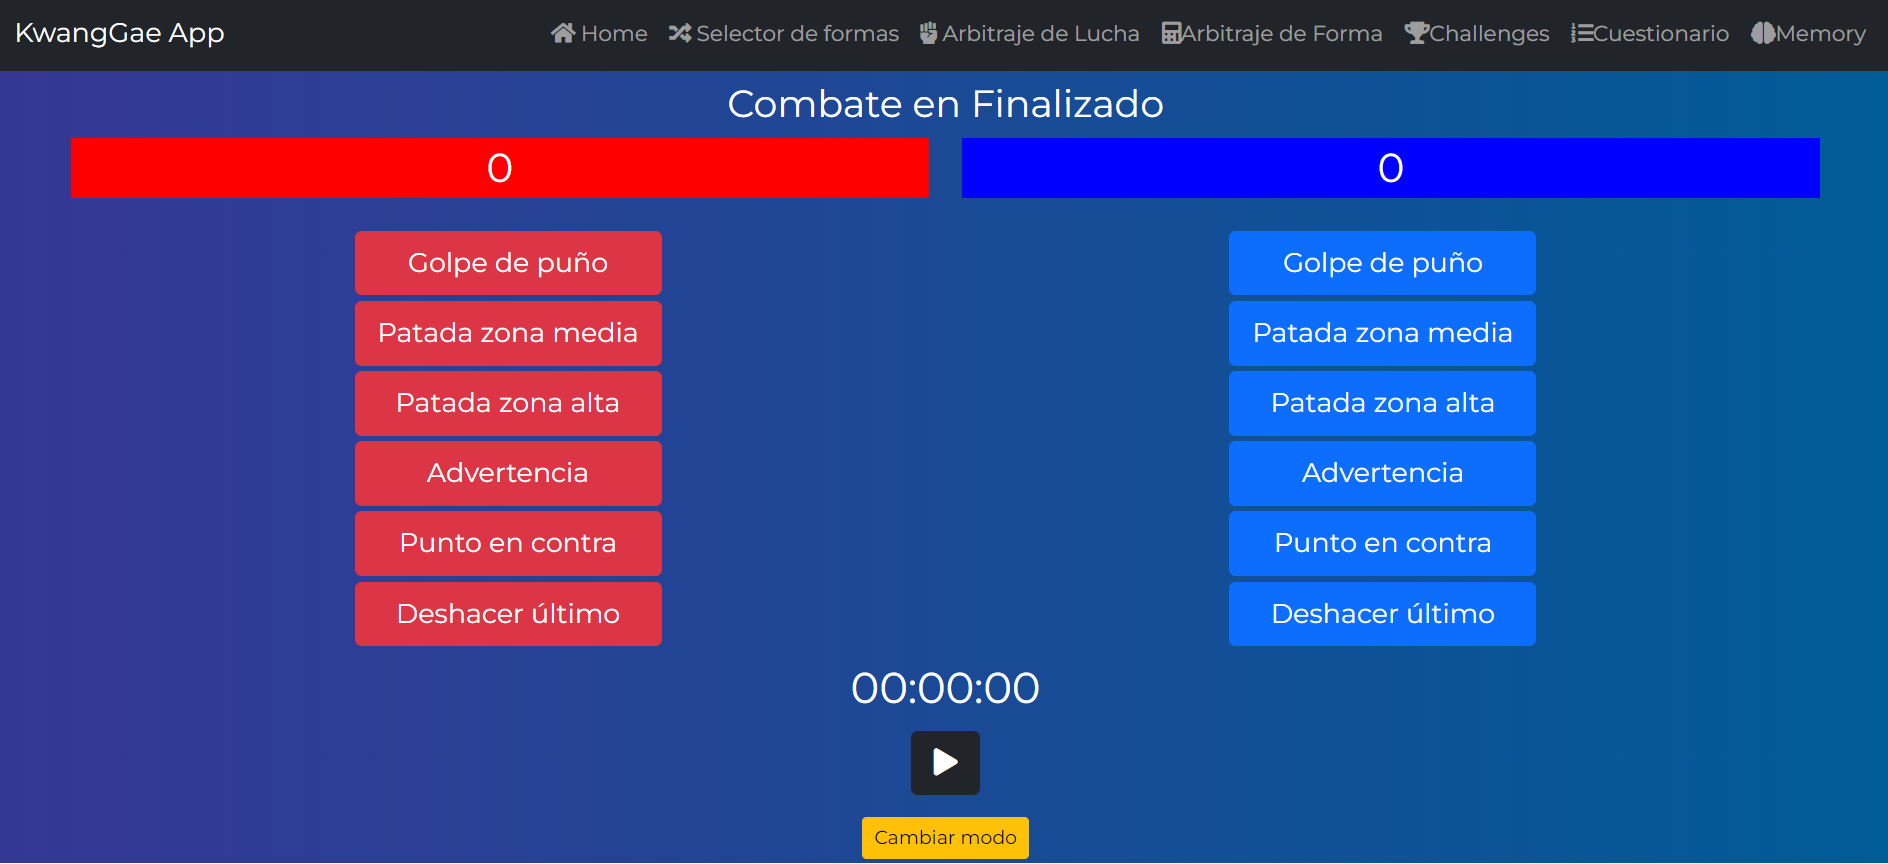 KwangGae App
Home
Selector de formas
Arbitraje de Lucha
Arbitraje de Forma
Challenges
Cuestionario
Memory
Combate en Finalizado
0
0
Golpe de puño
Patada zona media
Patada zona alta
Advertencia
Punto en contra
Deshacer último
Golpe de puño
Patada zona media
Patada zona alta
Advertencia
Punto en contra
Deshacer último
00:00:00
Cambiar modo